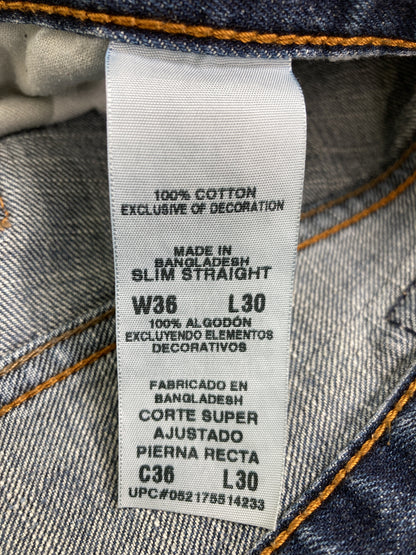 100% COTTON
EXCLUSIVE OF DECORATION
MADE IN
BANGLADESH
SLIM STRAIGHT
W36 L30
100% ALGODÓN
EXCLUYENDO ELEMENTOS
DECORATIVOS
FABRICADO EN
BANGLADESH
CORTE SUPER
AJUSTADO
PIERNA RECTA
C36 L30
UPC#052175514233